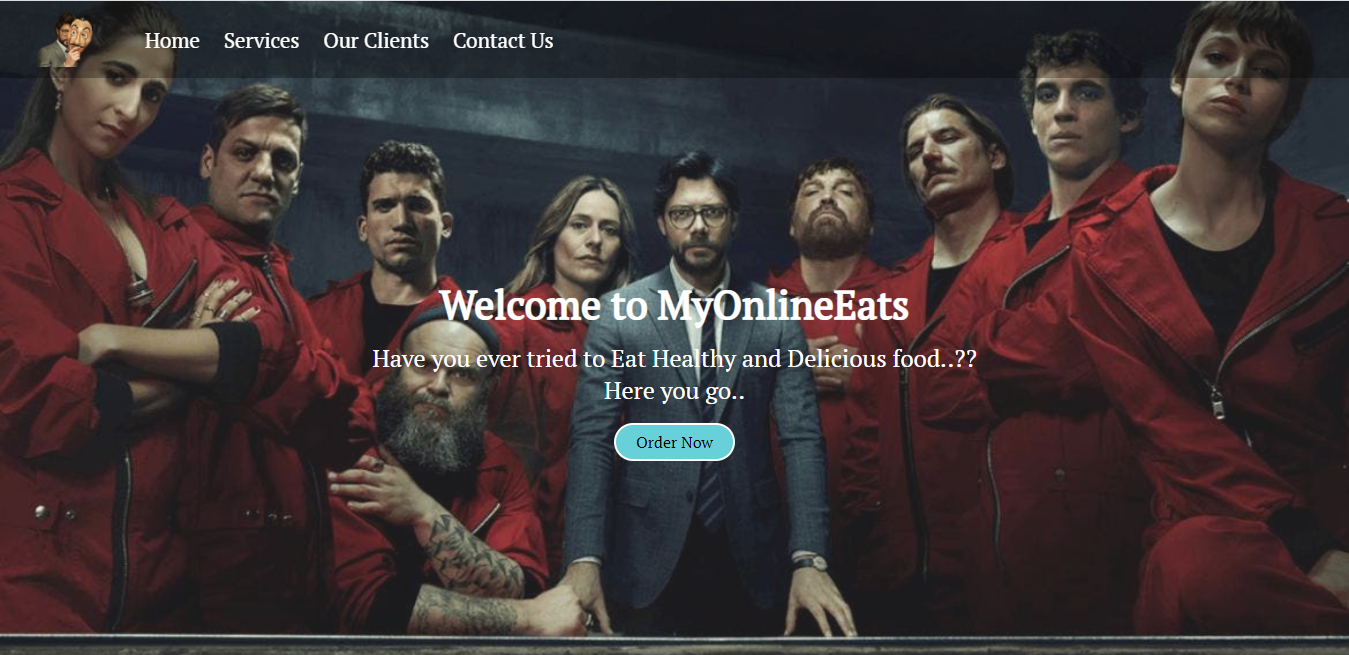 Home Services Our Clients Contact Us
Welcome to MyOnlineEats
Have you ever tried to Eat Healthy and Delicious food..??
Here you go..
Order Now